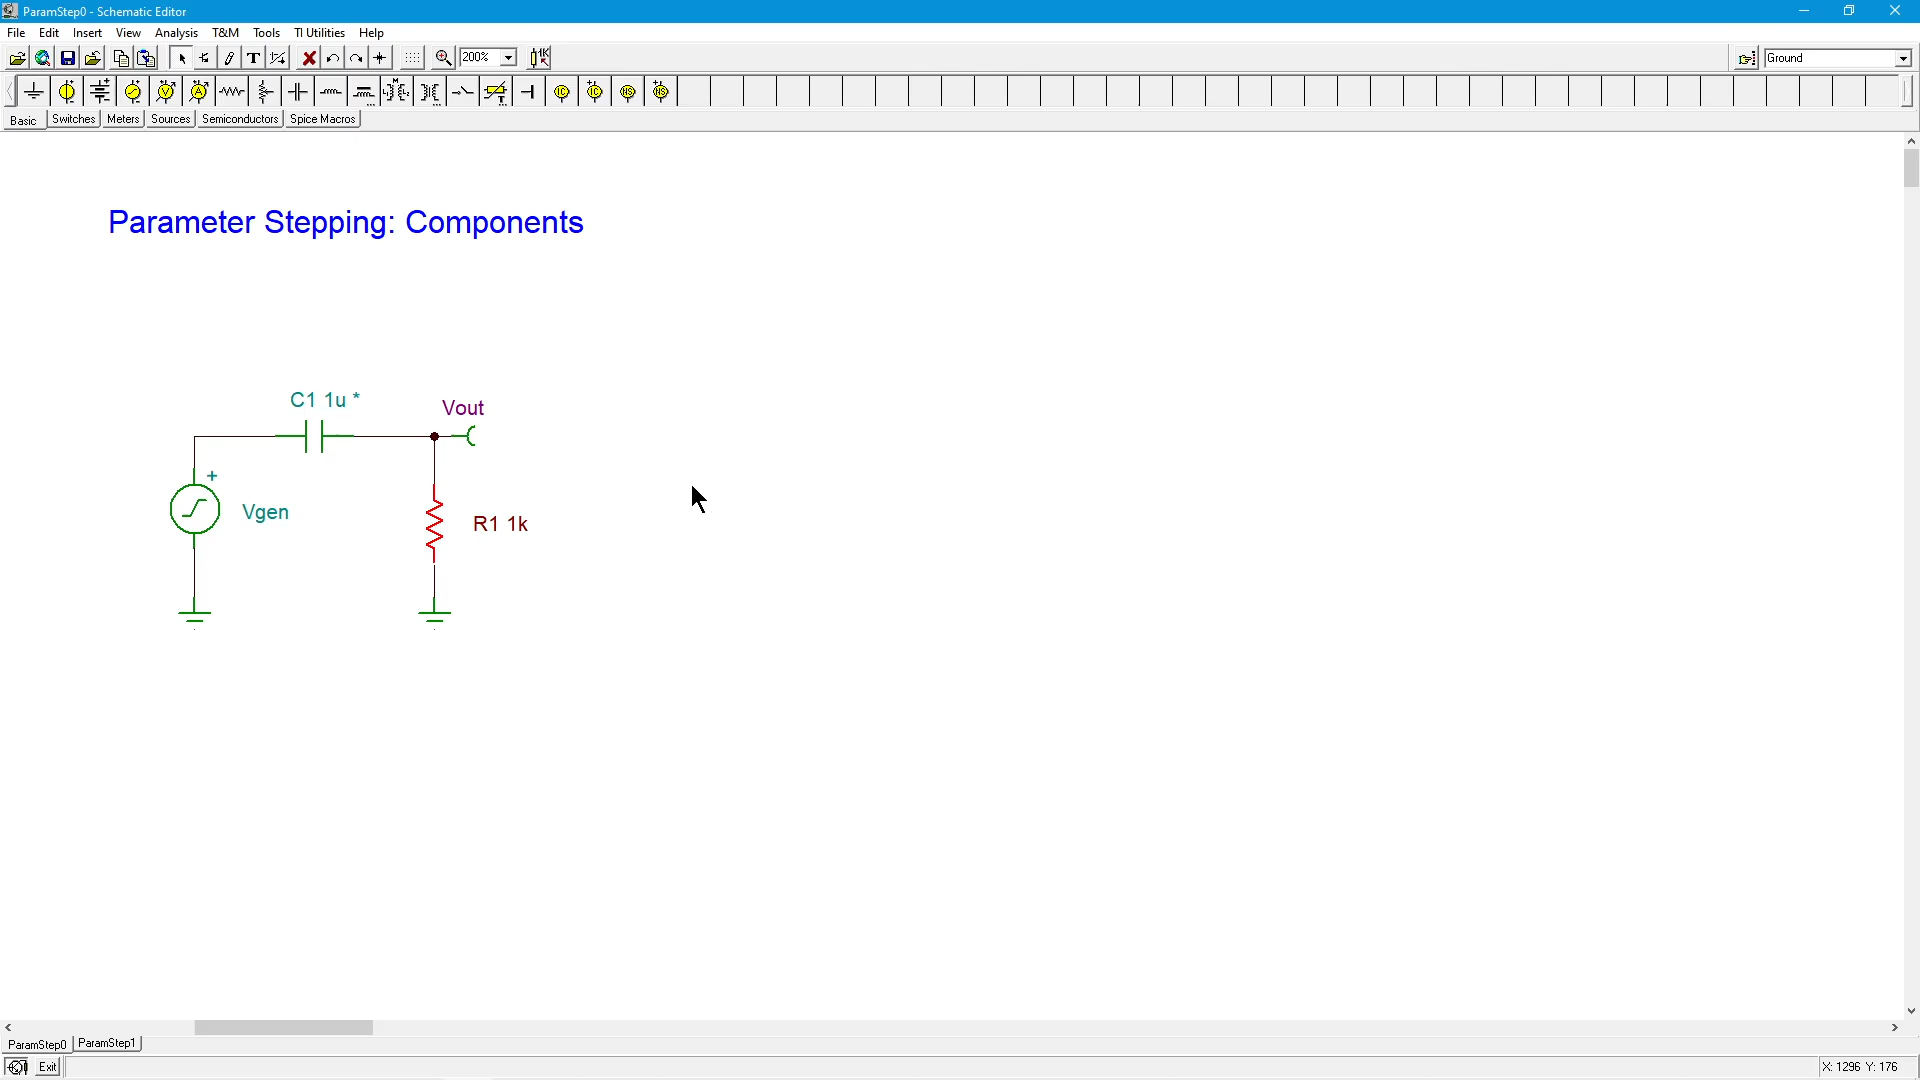 ParamStep0 - Schematic Editor
File Edit Insert View Analysis T&M Tools TI Utilities Help
T 200% 1K Ground
Basic Switches Meters Sources Semiconductors Spice Macros
Parameter Stepping: Components
C1 1u *
Vout
+
Vgen
R1 1k
ParamStep0 ParamStep1
Exit X: 1296 Y: 176